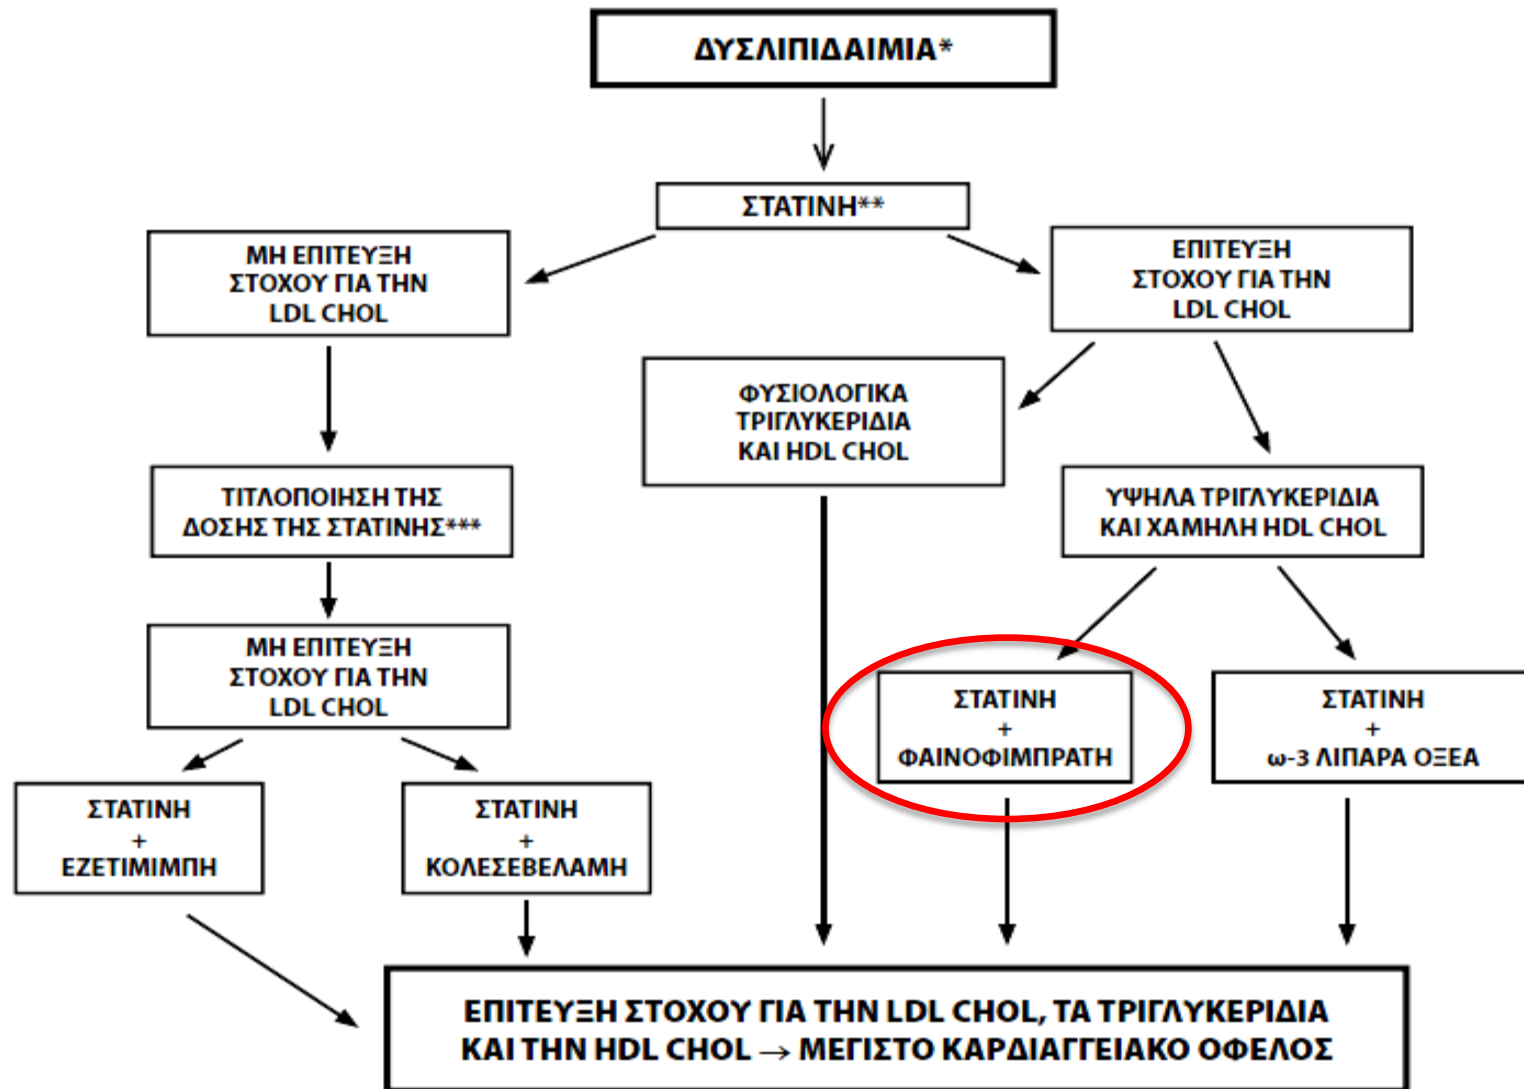 ΔΥΣΛΙΠΙΔΑΙΜΙΑ*
ΣΤΑΤΙΝΗ**
ΜΗ ΕΠΙΤΕΥΞΗ
ΣΤΟΧΟΥ ΓΙΑ ΤΗΝ
LDL CHOL
ΕΠΙΤΕΥΞΗ
ΣΤΟΧΟΥ ΓΙΑ ΤΗΝ
LDL CHOL
ΦΥΣΙΟΛΟΓΙΚΑ
ΤΡΙΓΛΥΚΕΡΙΔΙΑ
ΚΑΙ HDL CHOL
ΤΙΤΛΟΠΟΙΗΣΗ ΤΗΣ
ΔΟΣΗΣ ΤΗΣ ΣΤΑΤΙΝΗΣ***
ΥΨΗΛΑ ΤΡΙΓΛΥΚΕΡΙΔΙΑ
ΚΑΙ ΧΑΜΗΛΗ HDL CHOL
ΜΗ ΕΠΙΤΕΥΞΗ
ΣΤΟΧΟΥ ΓΙΑ ΤΗΝ
LDL CHOL
ΣΤΑΤΙΝΗ
+
ΦΑΙΝΟΦΙΜΠΡΑΤΗ
ΣΤΑΤΙΝΗ
+
ω-3 ΛΙΠΑΡΑ ΟΞΕΑ
ΣΤΑΤΙΝΗ
+
ΕΖΕΤΙΜΙΜΠΗ
ΣΤΑΤΙΝΗ
+
ΚΟΛΕΣΕΒΕΛΑΜΗ
ΕΠΙΤΕΥΞΗ ΣΤΟΧΟΥ ΓΙΑ ΤΗΝ LDL CHOL, ΤΑ ΤΡΙΓΛΥΚΕΡΙΔΙΑ
ΚΑΙ ΤΗΝ HDL CHOL → ΜΕΓΙΣΤΟ ΚΑΡΔΙΑΓΓΕΙΑΚΟ ΟΦΕΛΟΣ